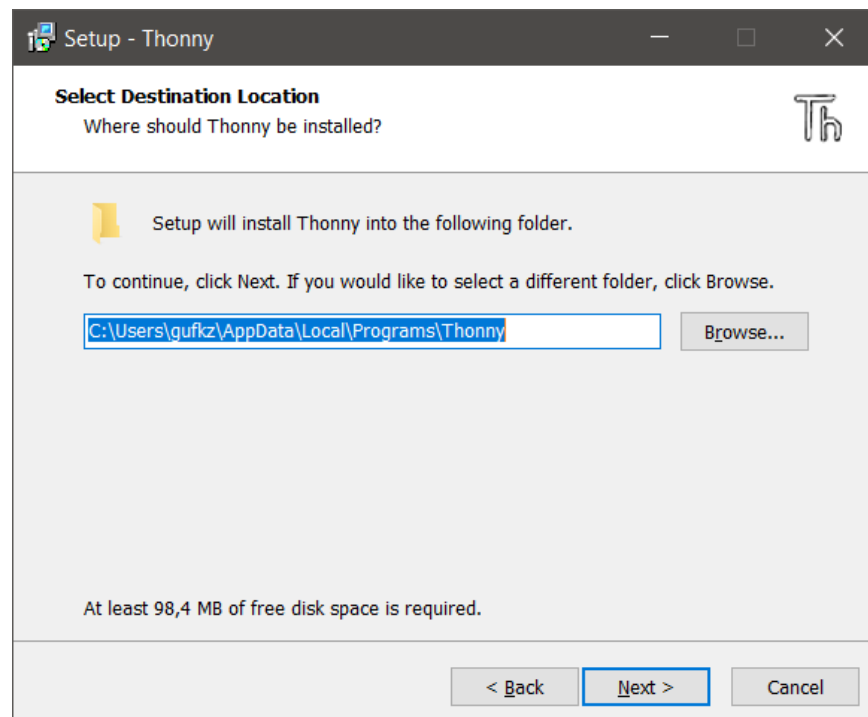 Setup - Thonny
Select Destination Location
Where should Thonny be installed?
Th
Setup will install Thonny into the following folder.
To continue, click Next. If you would like to select a different folder, click Browse.
C:\Users\gufkz\AppData\Local\Programs\Thonny
Browse...
At least 98,4 MB of free disk space is required.
< Back
Next >
Cancel